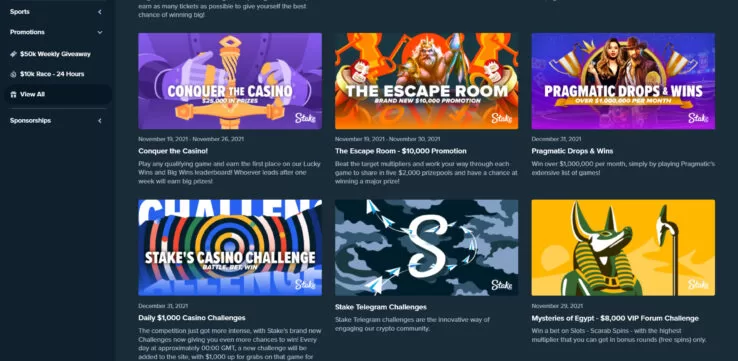 earn as many tickets as possible to give yourself the best
chance of winning big!
Sports
Promotions
$50k Weekly Giveaway
$10k Race - 24 Hours
View All
Sponsorships
CONQUER THE CASINO
$25,000 IN PRIZES
Stake
November 19, 2021 - November 26, 2021
Conquer the Casino!
Play any qualifying game and earn the first place on our Lucky
Wins and Big Wins leaderboard! Whoever leads after one
week will earn big prizes!
THE ESCAPE ROOM
BRAND NEW $10,000 PROMOTION
Stake
November 19, 2021 - November 30, 2021
The Escape Room - $10,000 Promotion
Beat the target multipliers and work your way through each
game to share in five $2,000 prizepools and have a chance at
winning a major prize!
PRAGMATIC DROPS & WINS
OVER $1,000,000 PER MONTH
Stake
December 31, 2021
Pragmatic Drops & Wins
Win over $1,000,000 per month, simply by playing Pragmatic's
extensive list of games!
CHALLENG
STAKE'S CASINO CHALLENGE
BATTLE, BET, WIN
CHALLENGE
Stake
December 31, 2021
Daily $1,000 Casino Challenges
The competition just got more intense, with Stake's brand new
Challenges now giving you even more chances to win! Every
day at approximately 00:00 GMT, a new challenge will be
added to the site, with $1,000 up for grabs on that game for
S
Stake
Stake Telegram Challenges
Stake Telegram challenges are the innovative way of
engaging our crypto community.
Stake
November 29, 2021
Mysteries of Egypt - $8,000 VIP Forum Challenge
Win a bet on Slots - Scarab Spins - with the highest
multiplier that you can get in bonus rounds (free spins) only.